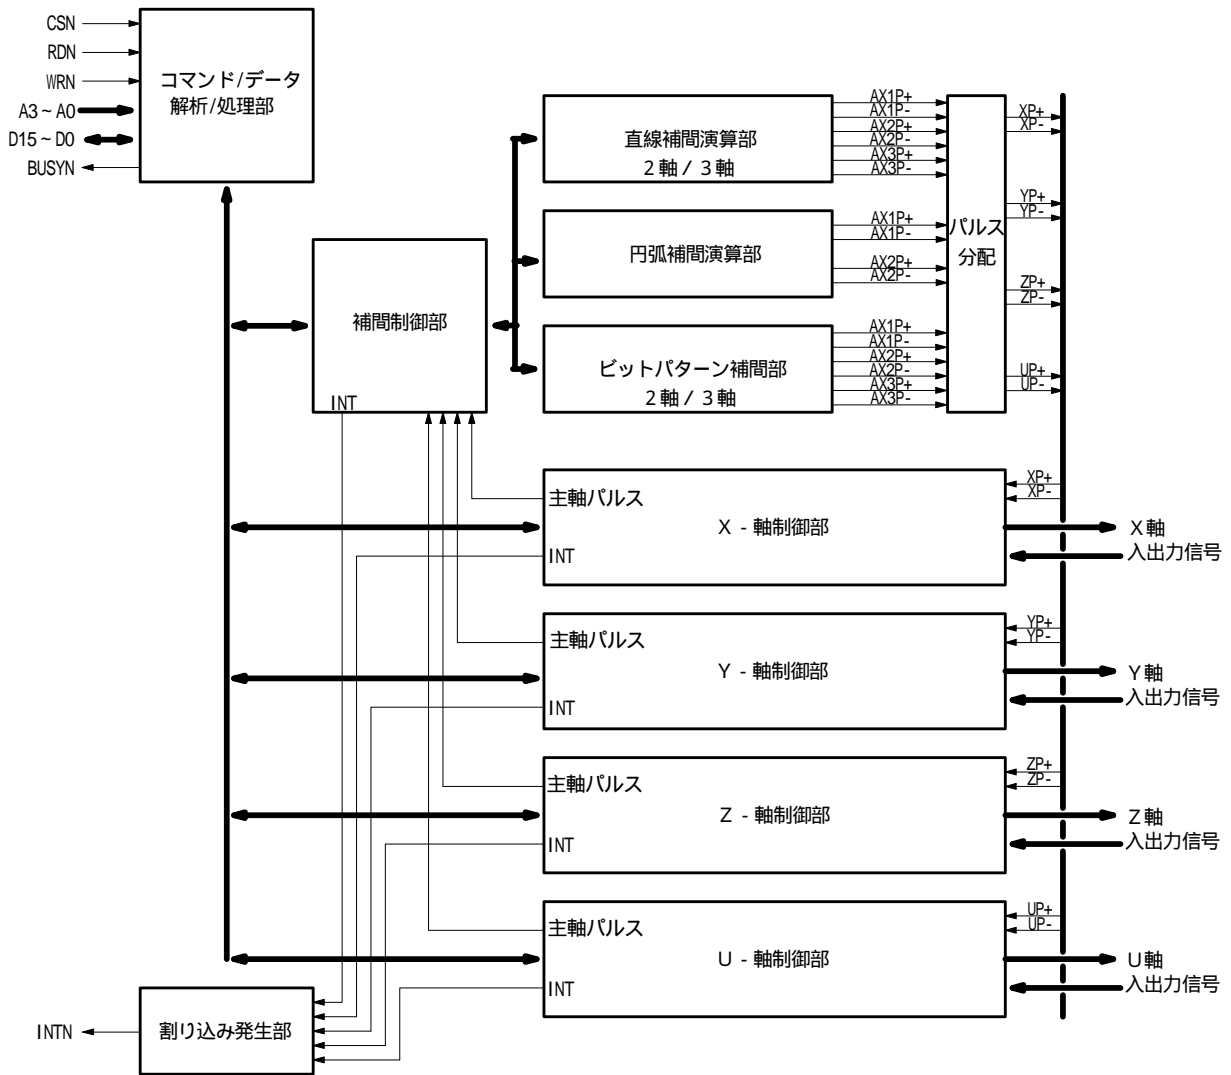 CSN
RDN
WRN
A3～A0
D15～D0
BUSYN
コマンド/データ
解析/処理部
直線補間演算部
2軸/3軸
AX1P+
AX1P-
AX2P+
AX2P-
AX3P+
AX3P-
円弧補間演算部
AX1P+
AX1P-
AX2P+
AX2P-
ビットパターン補間部
2軸/3軸
AX1P+
AX1P-
AX2P+
AX2P-
AX3P+
AX3P-
パルス
分配
XP+
XP-
YP+
YP-
ZP+
ZP-
UP+
UP-
補間制御部
INT
主軸パルス
X - 軸制御部
INT
XP+
XP-
X軸
入出力信号
主軸パルス
Y - 軸制御部
INT
YP+
YP-
Y軸
入出力信号
主軸パルス
Z - 軸制御部
INT
ZP+
ZP-
Z軸
入出力信号
主軸パルス
U - 軸制御部
INT
UP+
UP-
U軸
入出力信号
割り込み発生部
INTN